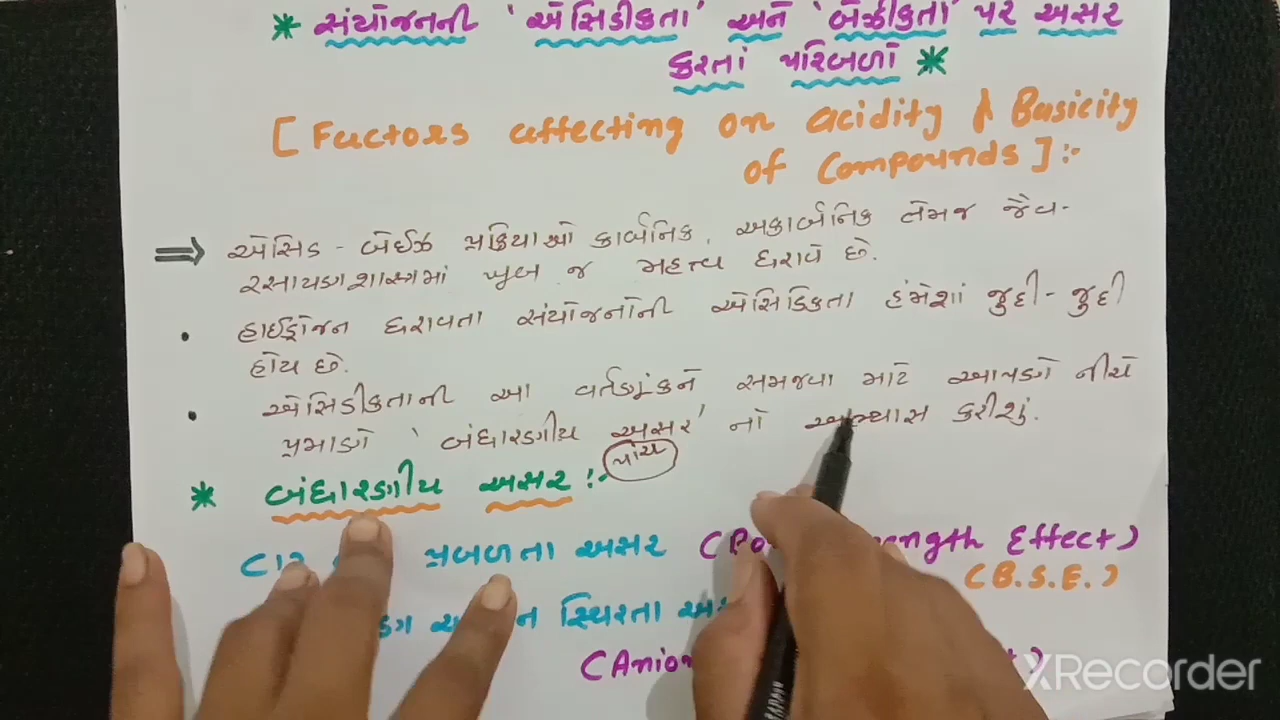 * સંયોજનની 'એસિડીકતા' અને 'બેઝીકતા' પર અસર
કરતાં પરિબળો *
[Factors affecting on acidity & Basicity
of Compounds]:-
⇒ એસિડ - બેઈઝ પ્રક્રિયાઓ કાર્બનિક, અકાર્બનિક તેમજ જૈવ-
રસાયણશાસ્ત્રમાં ખુબ જ મહત્ત્વ ધરાવે છે.
• હાઈડ્રોજન ધરાવતા સંયોજનોની એસિડિકતા હંમેશાં જુદી-જુદી
હોય છે.
• એસિડીકતાની આ વર્તણૂંકને સમજવા માટે આપણે નીચે
પ્રમાણે 'બંધારણીય અસર' નો અભ્યાસ કરીશું.
પાંચ
* બંધારણીય અસર :-
પ્રબળતા અસર ( Effect)
(B.S.E.)
સ્થિરતા
XRecorder